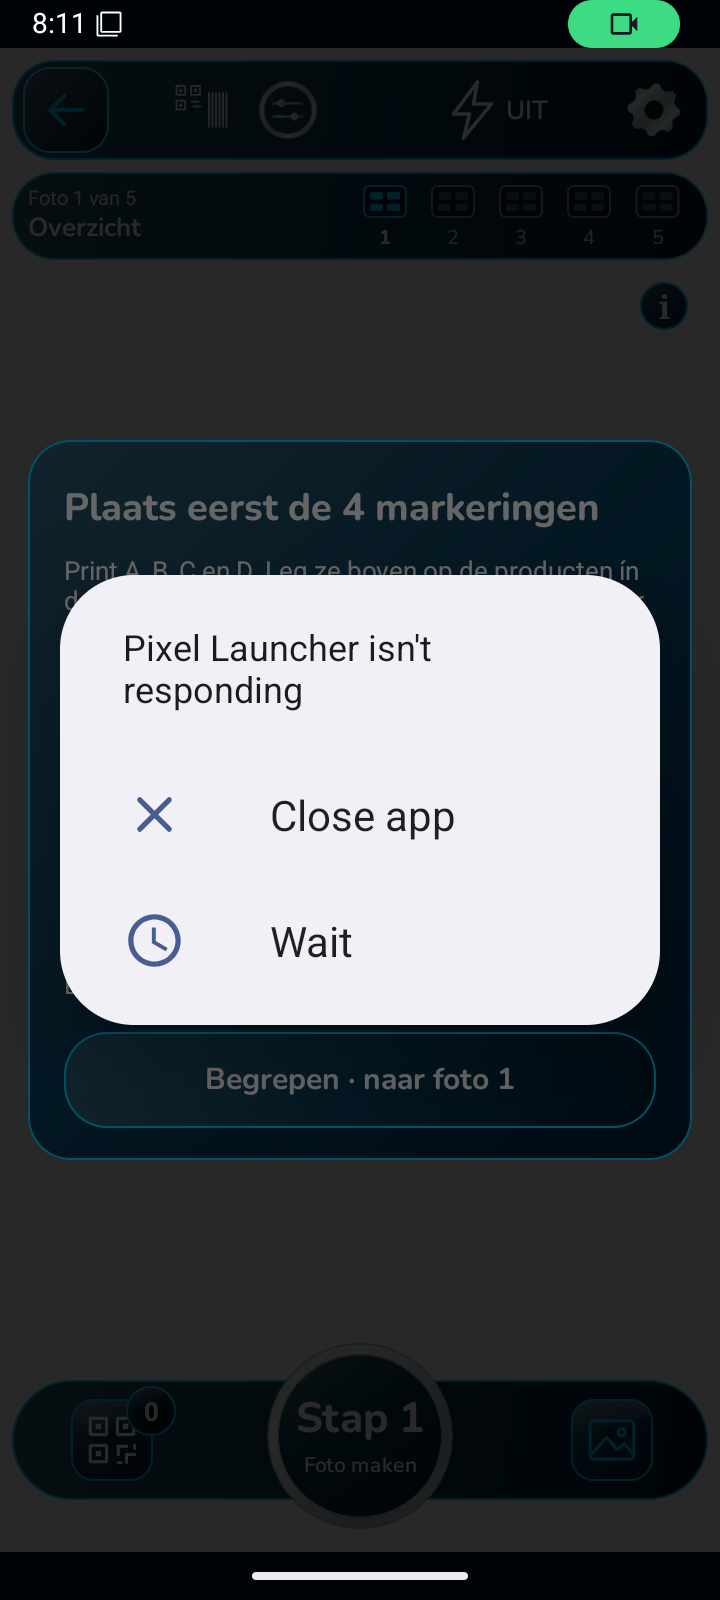 8:11
UIT
Foto 1 van 5
Overzicht
1 2 3 4 5
i
Plaats eerst de 4 markeringen
Print A, B, C en D. Leg ze boven op de producten ín
Pixel Launcher isn't
responding
Close app
Wait
Begrepen · naar foto 1
0
Stap 1
Foto maken